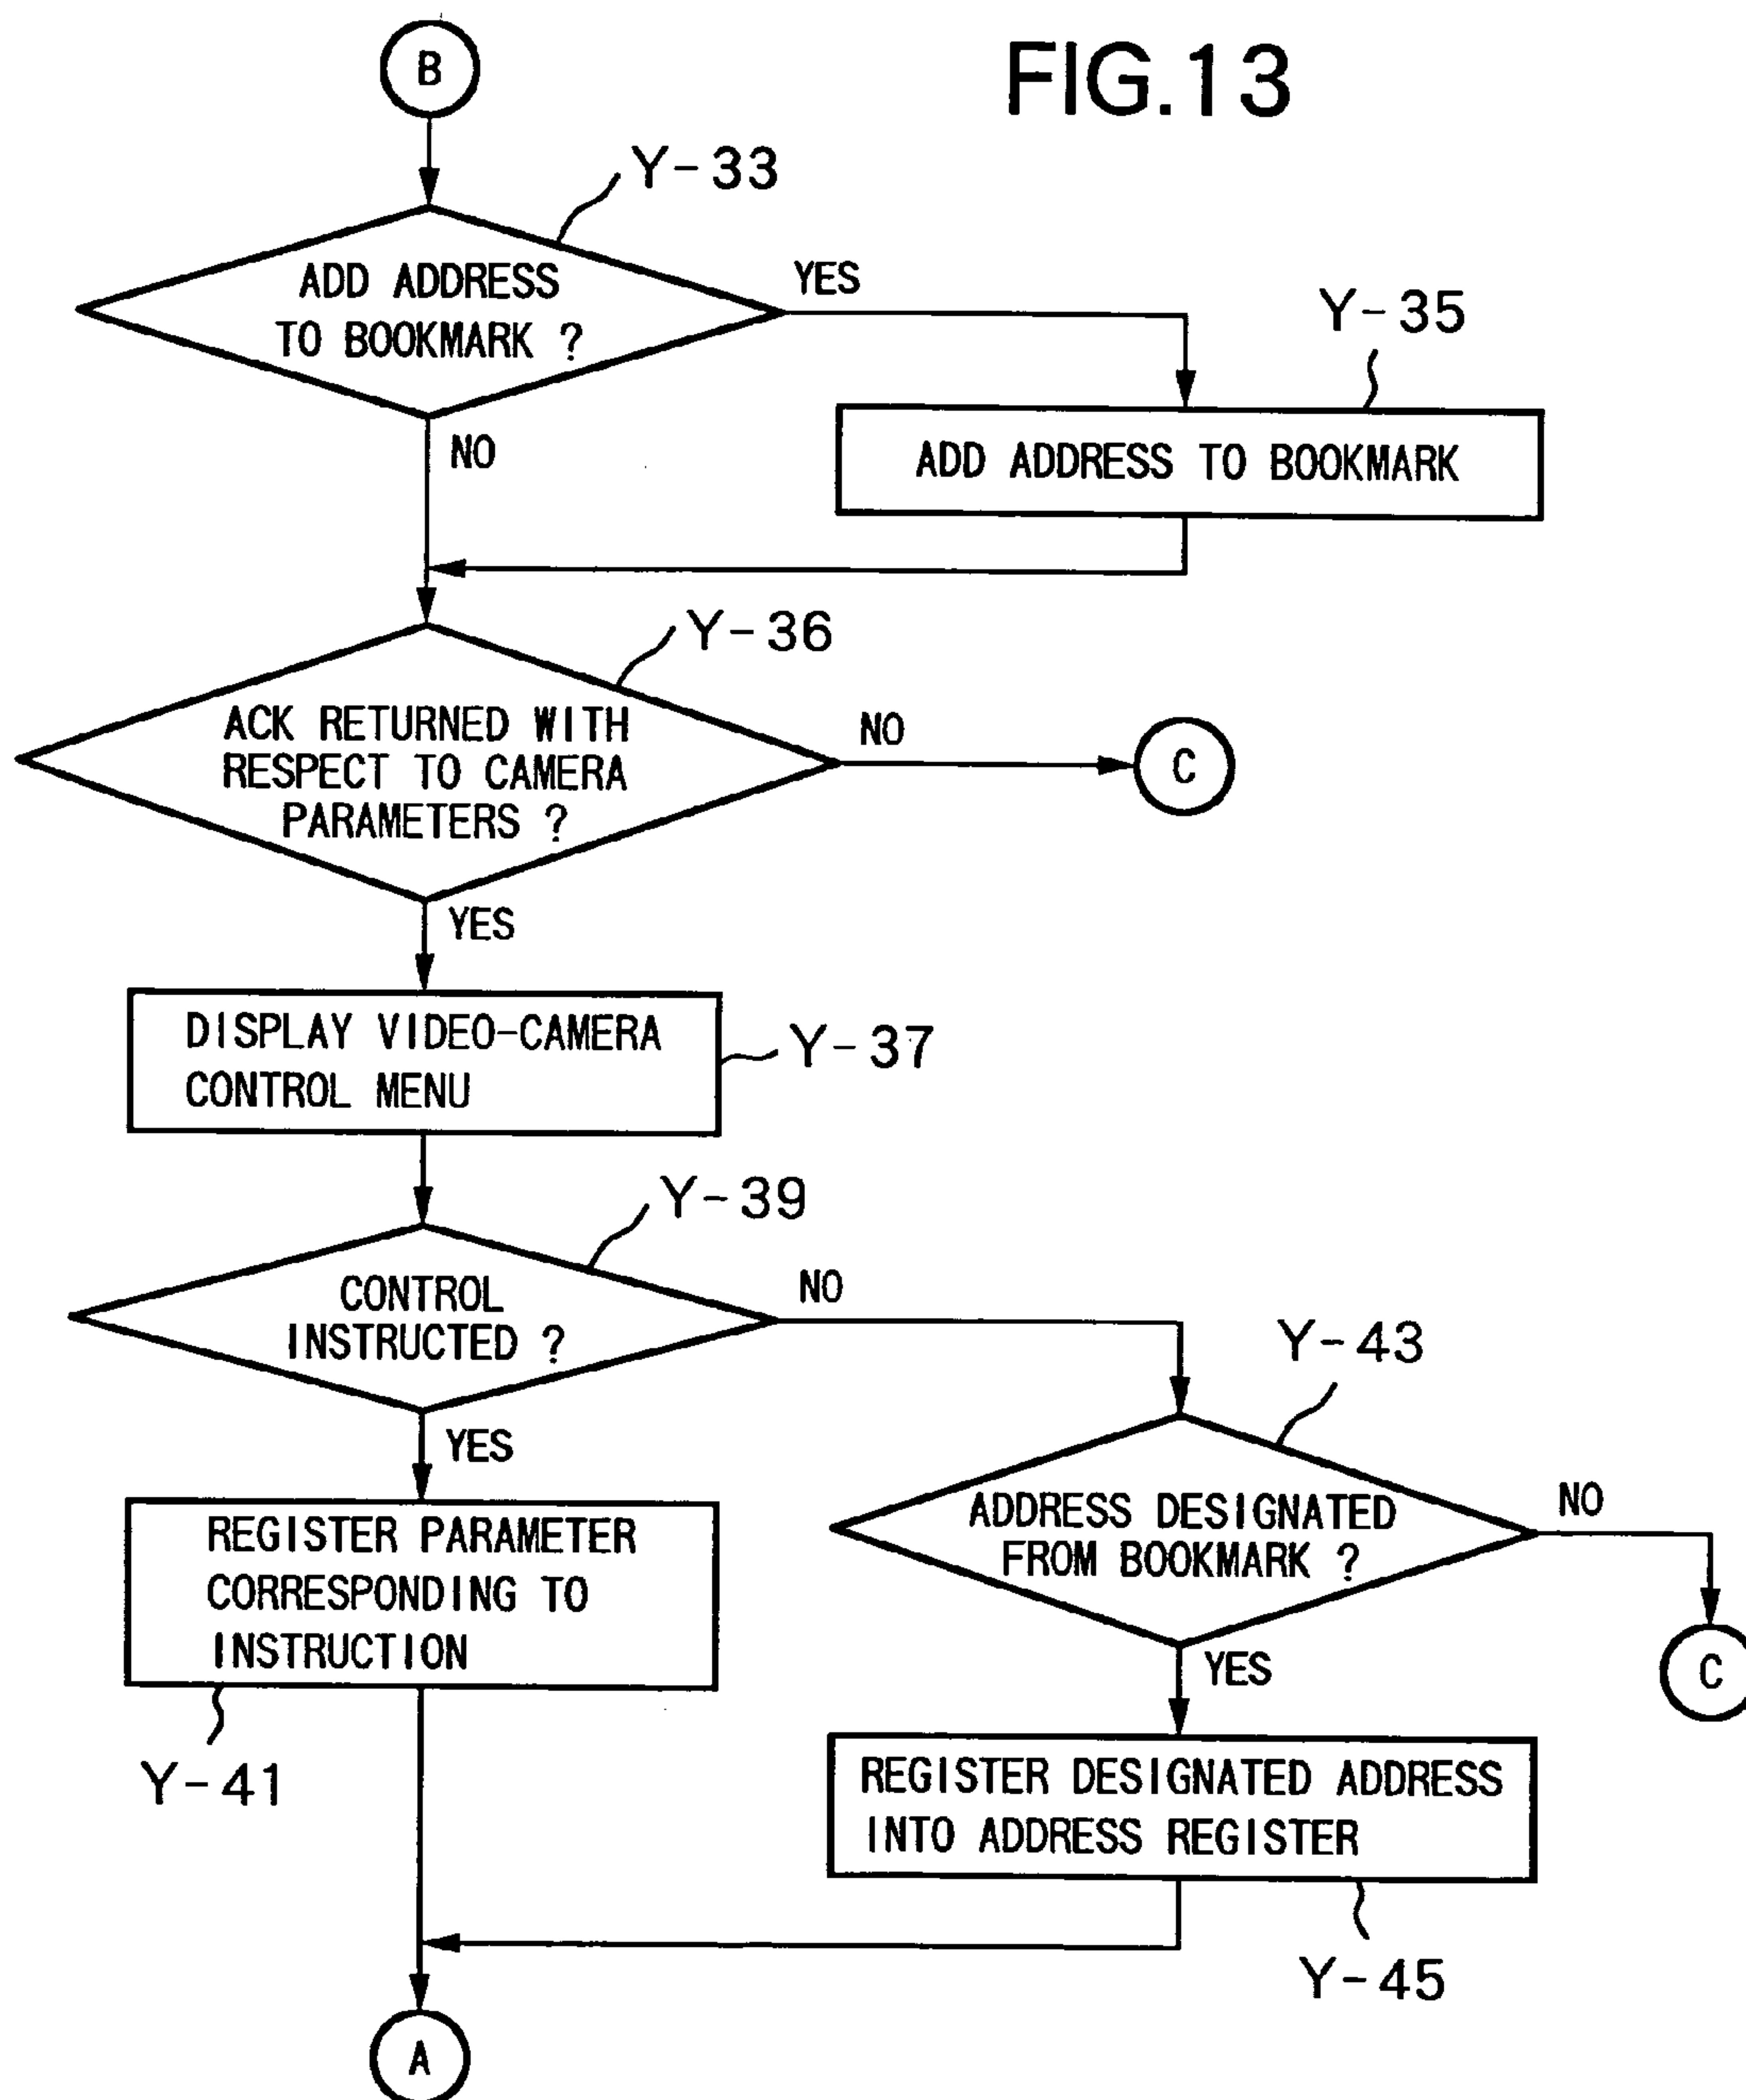 B
FIG.13
Y-33
ADD ADDRESS
TO BOOKMARK ?
YES
Y-35
NO
ADD ADDRESS TO BOOKMARK
Y-36
ACK RETURNED WITH
RESPECT TO CAMERA
PARAMETERS ?
NO
C
YES
DISPLAY VIDEO-CAMERA
CONTROL MENU
Y-37
Y-39
CONTROL
INSTRUCTED ?
NO
Y-43
YES
ADDRESS DESIGNATED
FROM BOOKMARK ?
NO
C
REGISTER PARAMETER
CORRESPONDING TO
INSTRUCTION
Y-41
YES
REGISTER DESIGNATED ADDRESS
INTO ADDRESS REGISTER
Y-45
A